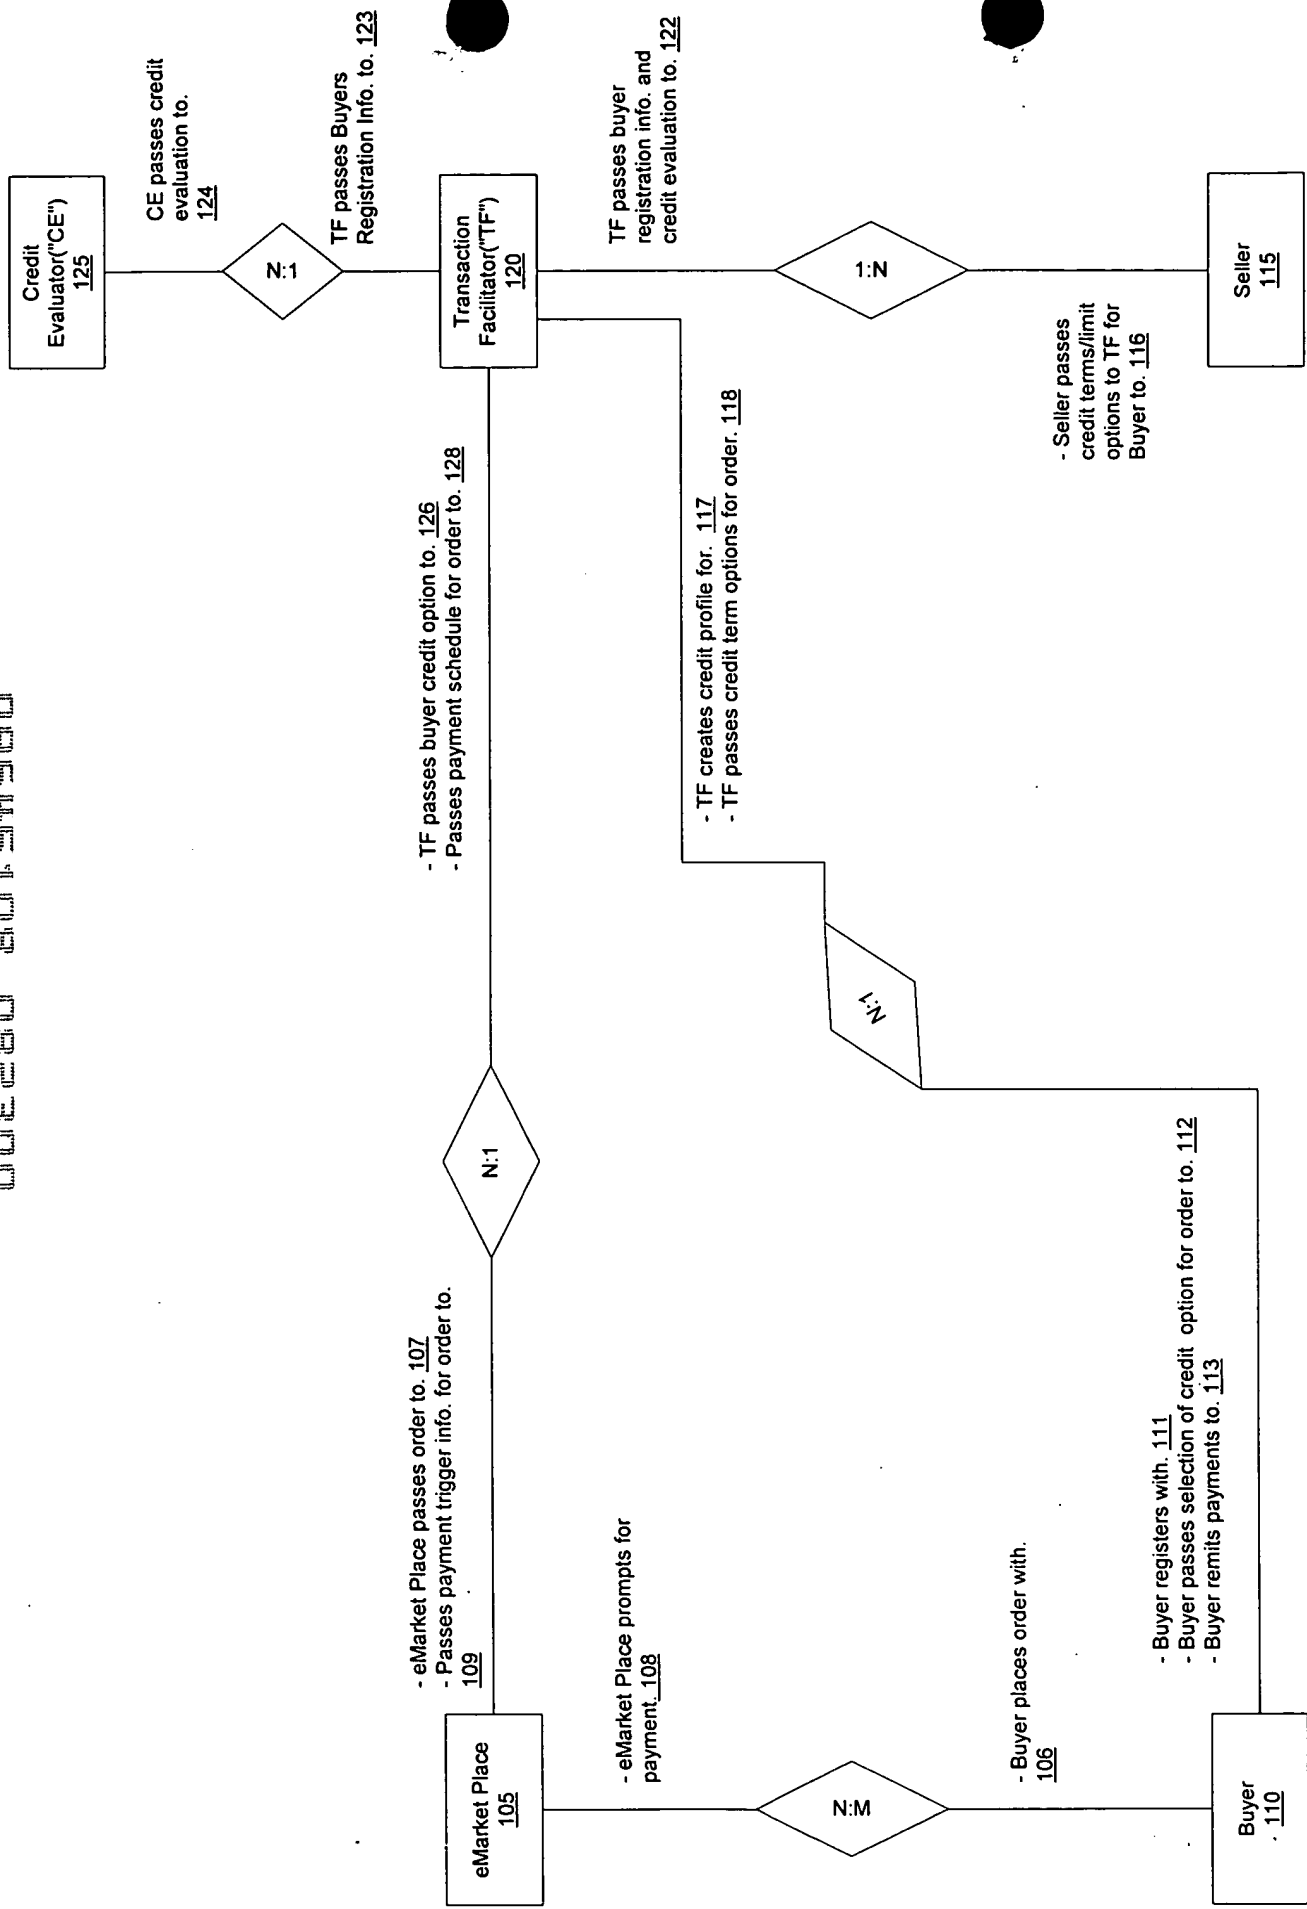 Credit
Evaluator("CE")
125
CE passes credit
evaluation to.
124
N:1
TF passes Buyers
Registration Info. to. 123
Transaction
Facilitator("TF")
120
TF passes buyer
registration info. and
credit evaluation to. 122
1:N
- Seller passes
credit terms/limit
options to TF for
Buyer to. 116
Seller
115
- TF passes buyer credit option to. 126
- Passes payment schedule for order to. 128
N:1
- eMarket Place passes order to. 107
- Passes payment trigger info. for order to.
109
eMarket Place
105
- eMarket Place prompts for
payment. 108
N:M
- Buyer places order with.
106
Buyer
110
- TF creates credit profile for. 117
- TF passes credit term options for order. 118
N:1
- Buyer registers with. 111
- Buyer passes selection of credit option for order to. 112
- Buyer remits payments to. 113